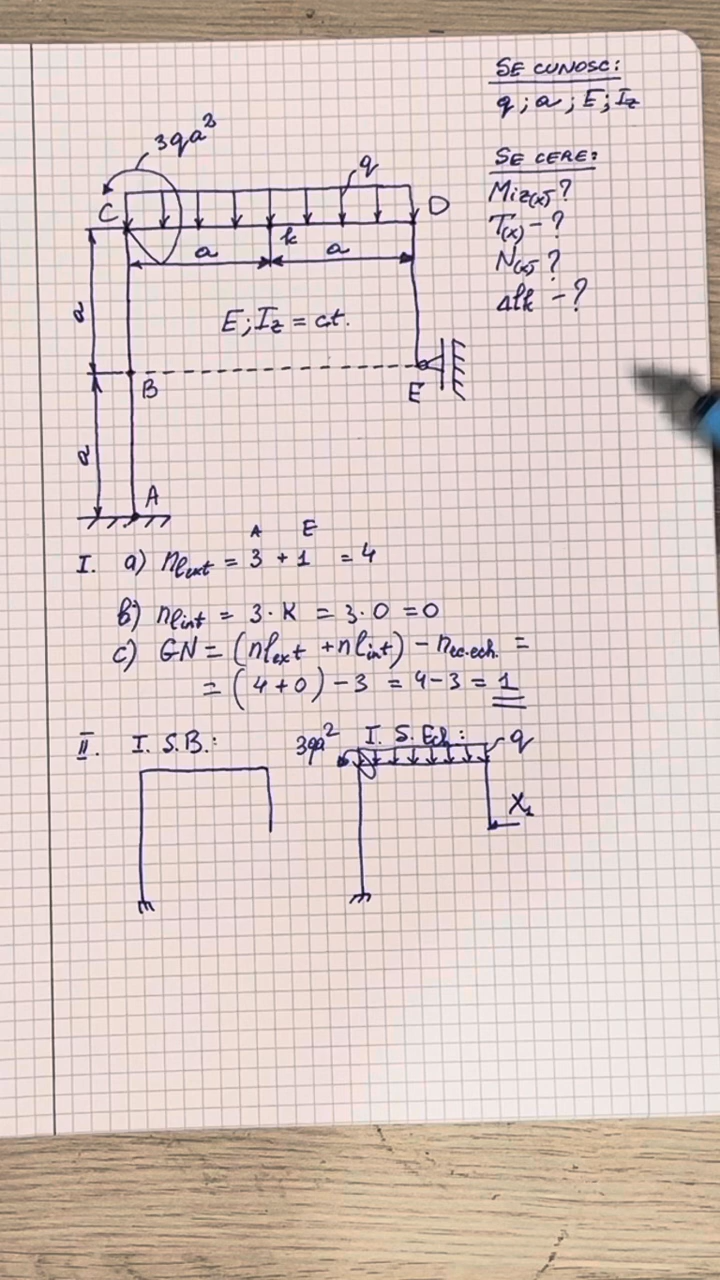 SE CUNOSC:
q; a; E; Iz
SE CERE:
Miz(x)?
T(x) - ?
N(x)?
Δlk - ?
3qa²
q
C
D
k
a
a
a
E; Iz = ct.
B
E
a
A
A E
I. a) nlext = 3 + 1 = 4
b) nlint = 3·K = 3·0 = 0
c) GN = (nlext + nlint) - nec.ech. =
= (4+0) - 3 = 4-3 = 1
II. I. S.B.:
3qa² I. S. Ech: q
X1